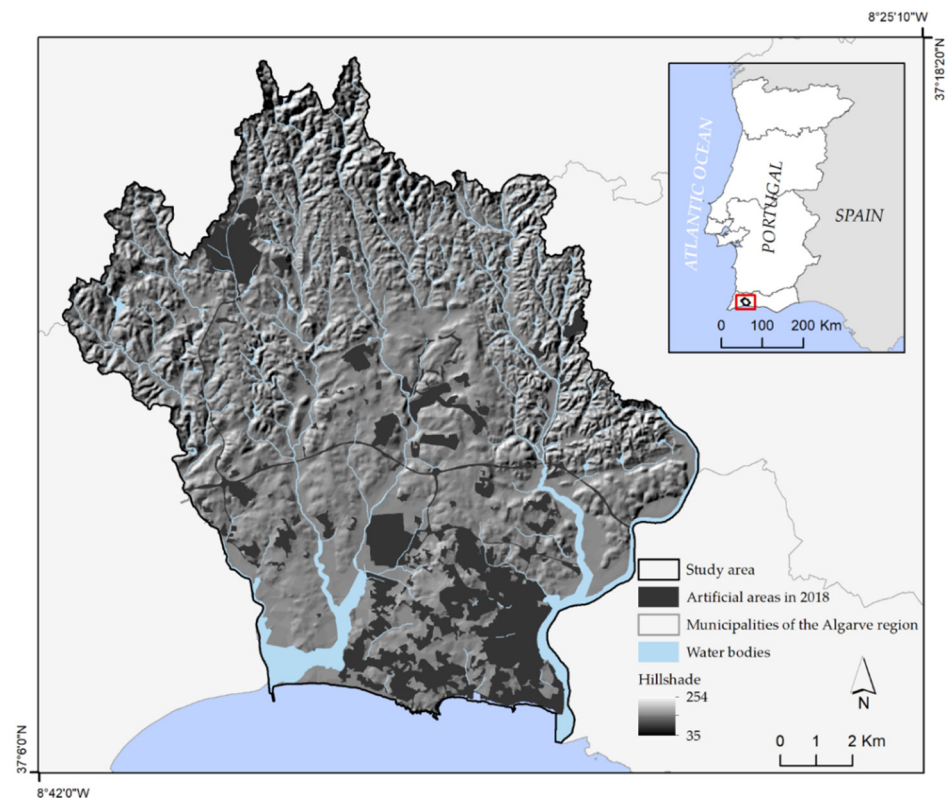 8°25'10"W
37°18'20"N
ATLANTIC OCEAN
PORTUGAL
SPAIN
0 100 200 Km
Study area
Artificial areas in 2018
Municipalities of the Algarve region
Water bodies
Hillshade
254
35
N
0 1 2 Km
37°6'0"N
8°42'0"W